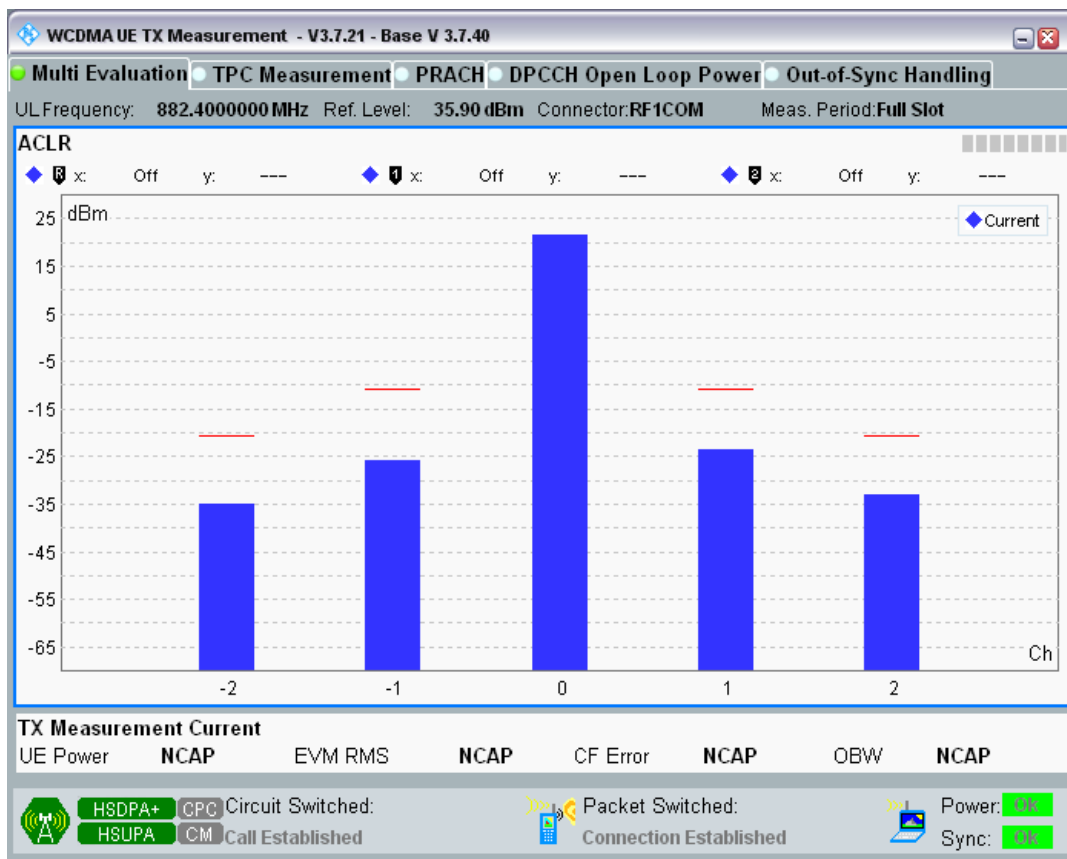 WCDMA UE TX Measurement - V3.7.21 - Base V 3.7.40
Multi Evaluation TPC Measurement PRACH DPCCH Open Loop Power Out-of-Sync Handling
UL Frequency: 882.4000000 MHz Ref. Level: 35.90 dBm Connector:RF1COM Meas. Period:Full Slot
ACLR
R x: Off y: --- 1 x: Off y: --- 2 x: Off y: ---
dBm
Current
25
15
5
-5
-15
-25
-35
-45
-55
-65
Ch
-2 -1 0 1 2
TX Measurement Current
UE Power NCAP EVM RMS NCAP CF Error NCAP OBW NCAP
HSDPA+ CPC Circuit Switched: Packet Switched: Power: Ok
HSUPA CM Call Established Connection Established Sync: Ok